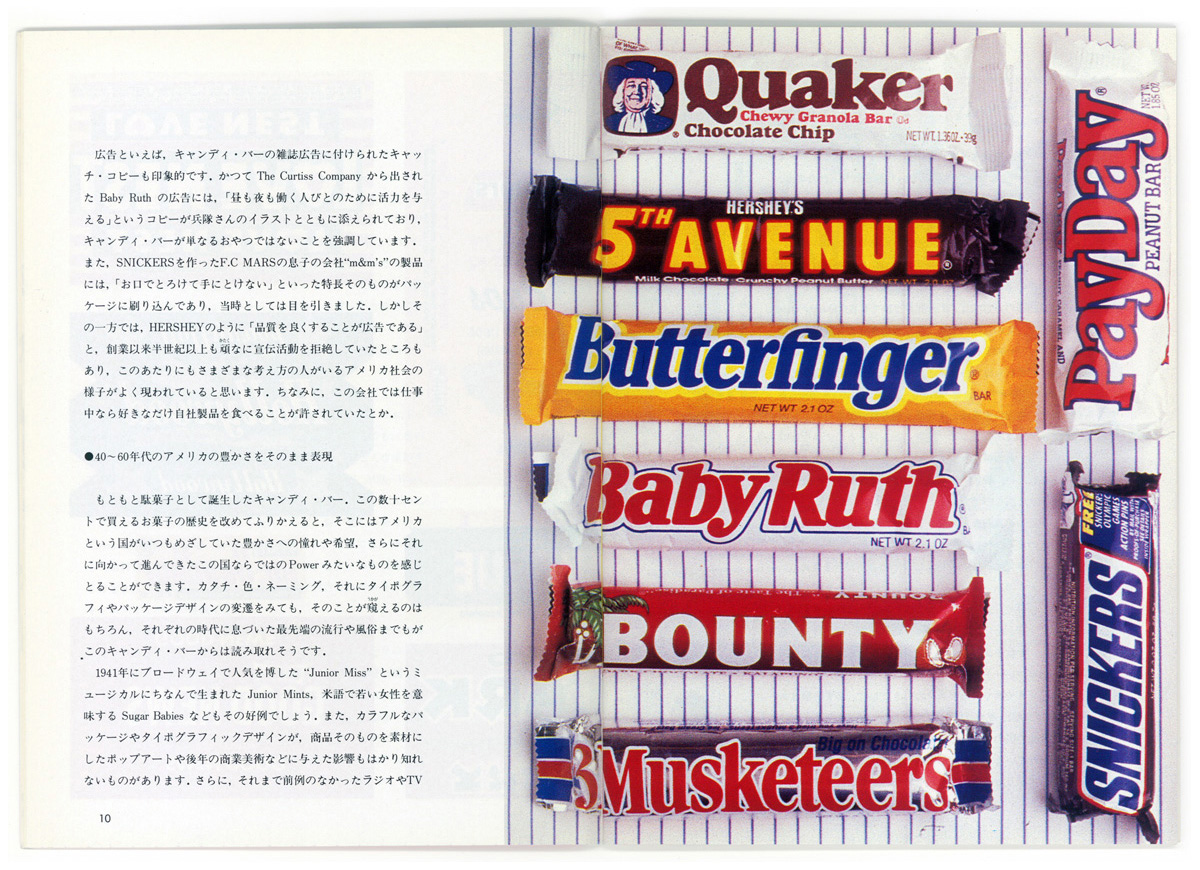 広告といえば，キャンディ・バーの雑誌広告に付けられたキャッ
チ・コピーも印象的です．かつて The Curtiss Company から出され
た Baby Ruth の広告には，「昼も夜も働く人びとのために活力を与
える」というコピーが兵隊さんのイラストとともに添えられており，
キャンディ・バーが単なるおやつではないことを強調しています．
また，SNICKERSを作ったF.C MARSの息子の会社“m&m's”の製品
には，「お口でとろけて手にとけない」といった特長そのものがパッ
ケージに刷り込んであり，当時としては目を引きました．しかしそ
の一方では，HERSHEYのように「品質を良くすることが広告である」
と，創業以来半世紀以上も頑なに宣伝活動を拒絶していたところも
あり，このあたりにもさまざまな考え方の人がいるアメリカ社会の
様子がよく現われていると思います．ちなみに，この会社では仕事
中なら好きなだけ自社製品を食べることが許されていたとか．
●40〜60年代のアメリカの豊かさをそのまま表現
もともと駄菓子として誕生したキャンディ・バー．この数十セン
トで買えるお菓子の歴史を改めてふりかえると，そこにはアメリカ
という国がいつもめざしていた豊かさへの憧れや希望，さらにそれ
に向かって進んできたこの国ならではのPowerみたいなものを感じ
とることができます．カタチ・色・ネーミング，それにタイポグラ
フィやパッケージデザインの変遷をみても，そのことが窺えるのは
もちろん，それぞれの時代に息づいた最先端の流行や風俗までもが
このキャンディ・バーからは読み取れそうです．
1941年にブロードウェイで人気を博した “Junior Miss” というミ
ュージカルにちなんで生まれた Junior Mints，米語で若い女性を意
味する Sugar Babies などもその好例でしょう．また，カラフルなパ
ッケージやタイポグラフィックデザインが，商品そのものを素材に
したポップアートや後年の商業美術などに与えた影響もはかり知れ
ないものがあります．さらに，それまで前例のなかったラジオやTV
10
Quaker
Chewy Granola Bar
Chocolate Chip
NET WT. 1.36 OZ•39g
HERSHEY'S
5TH AVENUE
Milk Chocolate Crunchy Peanut Butter NET WT. 2.0 OZ
Butterfinger
BAR
NET WT 2.1 OZ
Baby Ruth
NET WT 2.1 OZ
BOUNTY
The Taste of Paradise
BOUNTY
Big on Chocolate
3 Musketeers
PayDay
PEANUT BAR
NET WT. 1.85 OZ
FREE
SNICKERS
OLYMPIC
GAMES
ACTION PINS
SNICKERS